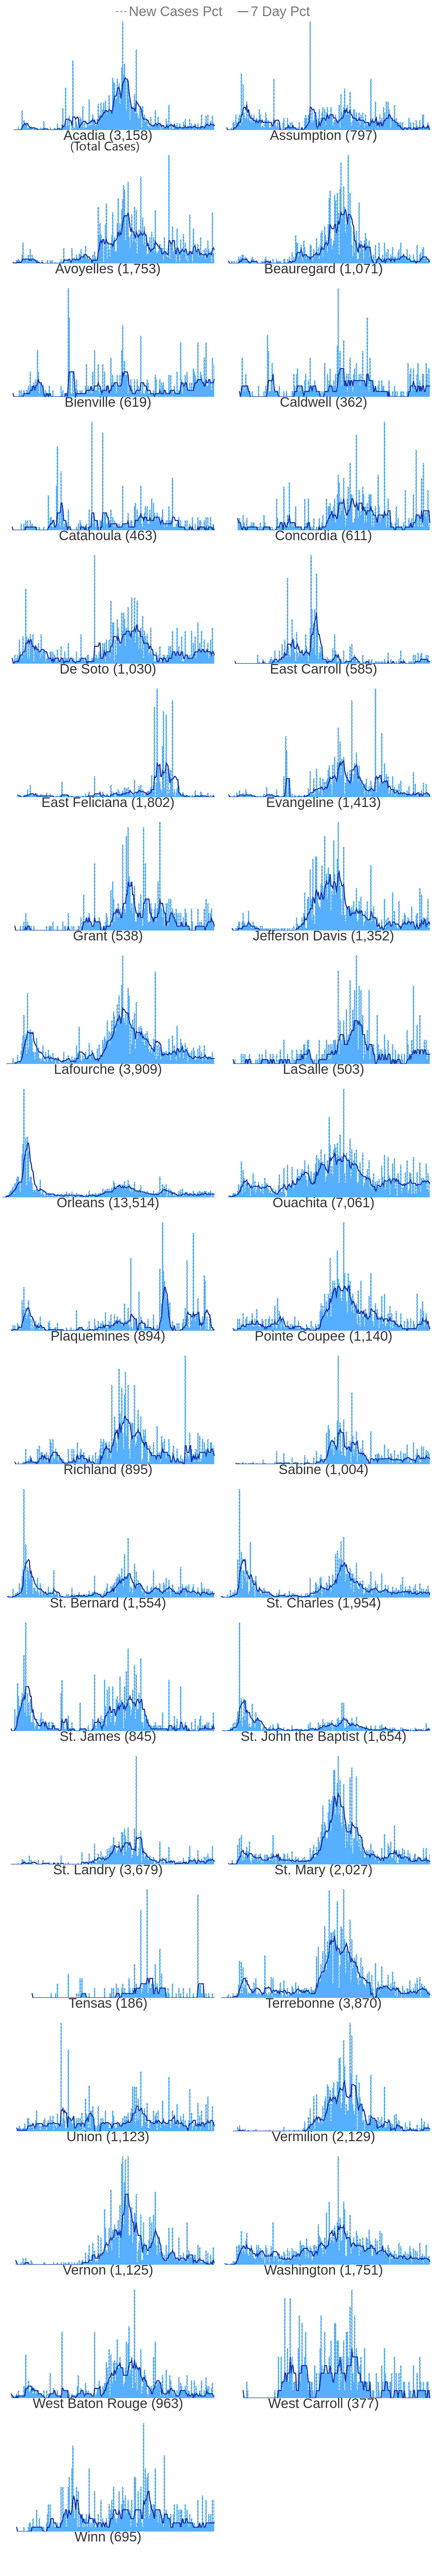 New Cases Pct 7 Day Pct
Acadia (3,158) Assumption (797)
(Total Cases)
Avoyelles (1,753) Beauregard (1,071)
Bienville (619) Caldwell (362)
Catahoula (463) Concordia (611)
De Soto (1,030) East Carroll (585)
East Feliciana (1,802) Evangeline (1,413)
Grant (538) Jefferson Davis (1,352)
Lafourche (3,909) LaSalle (503)
Orleans (13,514) Ouachita (7,061)
Plaquemines (894) Pointe Coupee (1,140)
Richland (895) Sabine (1,004)
St. Bernard (1,554) St. Charles (1,954)
St. James (845) St. John the Baptist (1,654)
St. Landry (3,679) St. Mary (2,027)
Tensas (186) Terrebonne (3,870)
Union (1,123) Vermilion (2,129)
Vernon (1,125) Washington (1,751)
West Baton Rouge (963) West Carroll (377)
Winn (695)